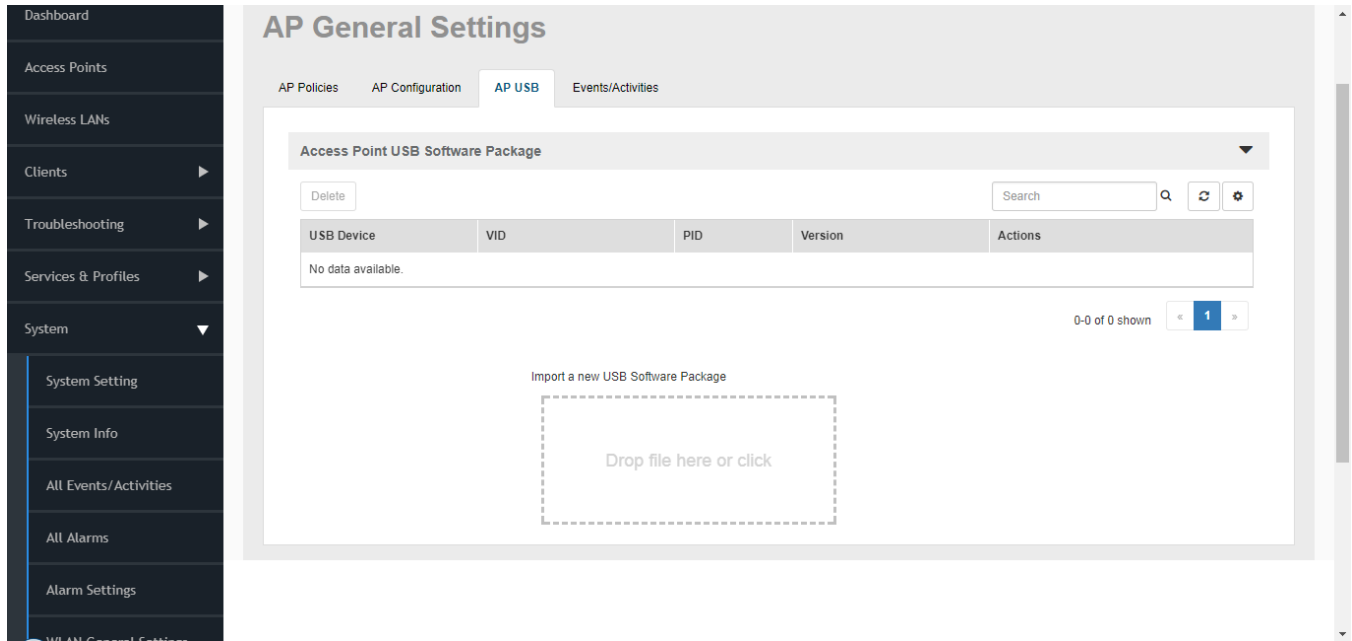 Dashboard
Access Points
Wireless LANs
Clients
Troubleshooting
Services & Profiles
System
System Setting
System Info
All Events/Activities
All Alarms
Alarm Settings
WLAN General Settings
AP General Settings
AP Policies AP Configuration AP USB Events/Activities
Access Point USB Software Package
Delete Search
USB Device VID PID Version Actions
No data available.
0-0 of 0 shown « 1 »
Import a new USB Software Package
Drop file here or click